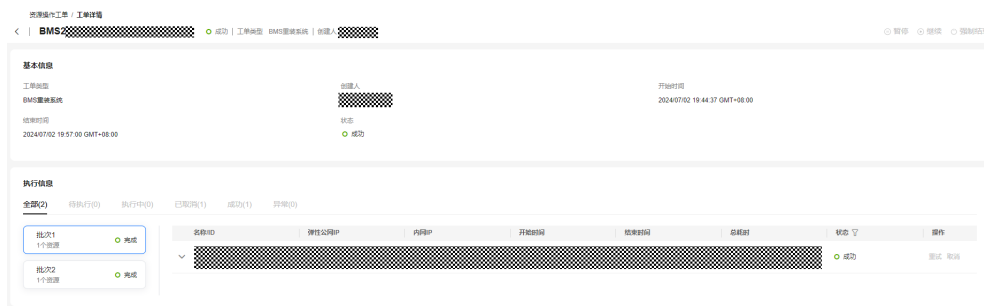 资源操作工单 / 工单详情
BMS2 成功 | 工单类型 BMS重装系统 | 创建人 暂停 继续 强制结束
基本信息
工单类型 创建人 开始时间
BMS重装系统 2024/07/02 19:44:37 GMT+08:00
结束时间 状态
2024/07/02 19:57:00 GMT+08:00 成功
执行信息
全部(2) 待执行(0) 执行中(0) 已取消(1) 成功(1) 异常(0)
批次1
1个资源
完成
批次2
1个资源
完成
名称/ID 弹性公网IP 内网IP 开始时间 结束时间 总耗时 状态 操作
成功 重试 取消